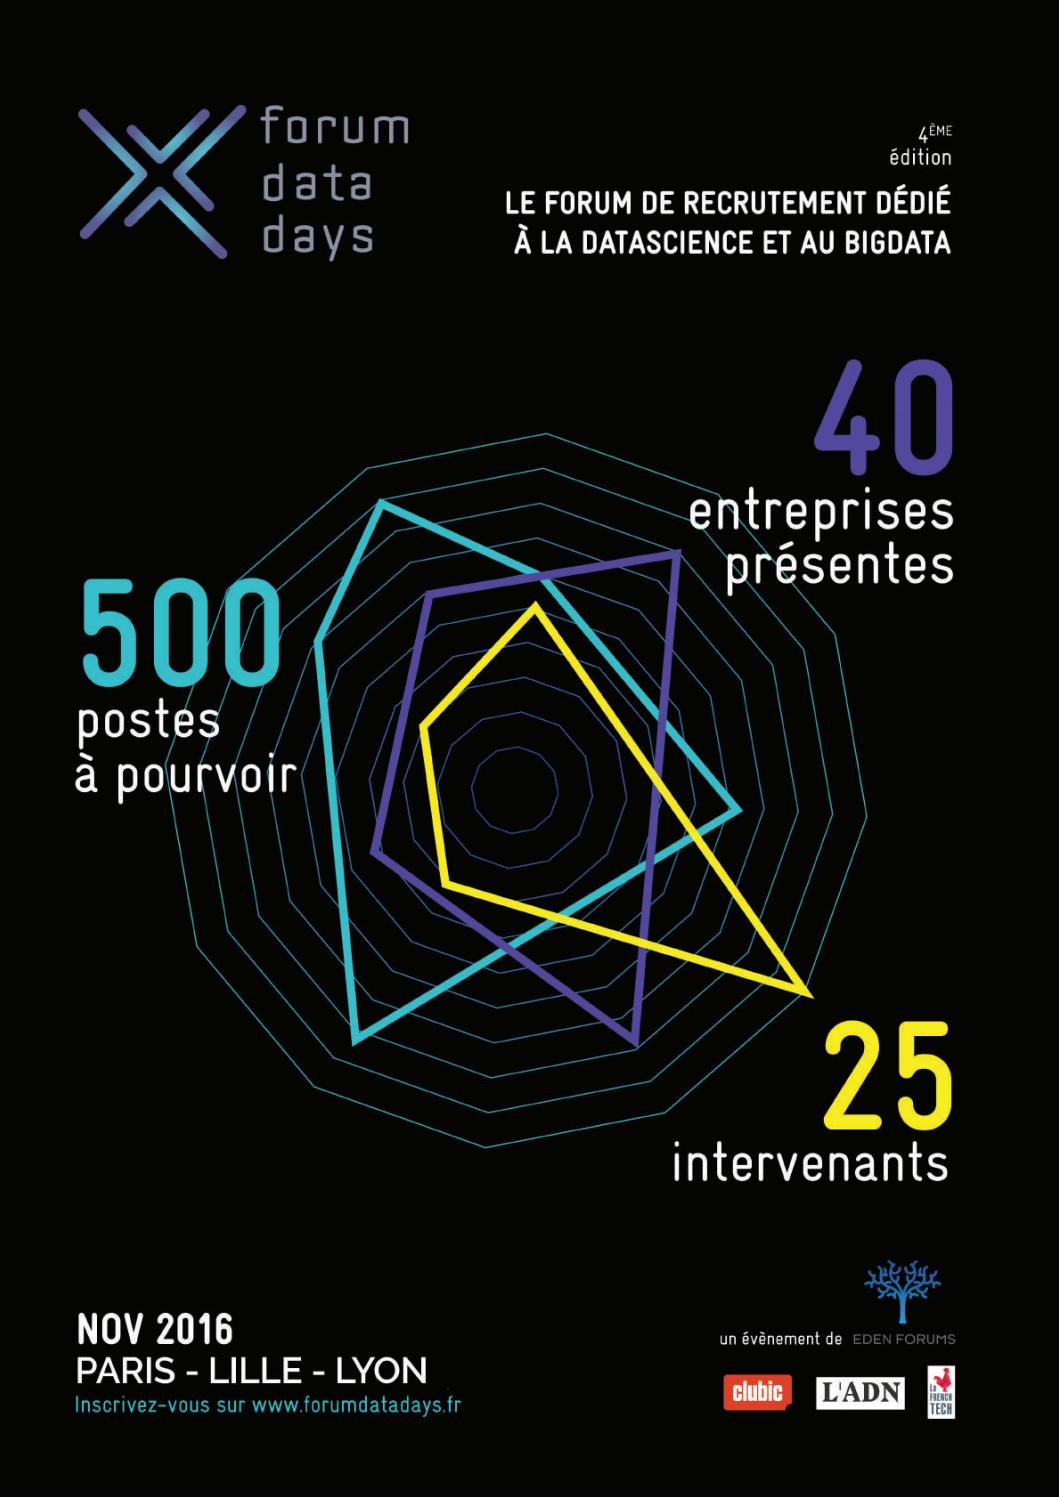 forum
data
days
4ÈME
édition
LE FORUM DE RECRUTEMENT DÉDIÉ
À LA DATASCIENCE ET AU BIGDATA
40
entreprises
présentes
500
postes
à pourvoir
25
intervenants
NOV 2016
PARIS - LILLE - LYON
Inscrivez-vous sur www.forumdatadays.fr
un évènement de EDEN FORUMS
clubic
L'ADN
La
FRENCH
TECH